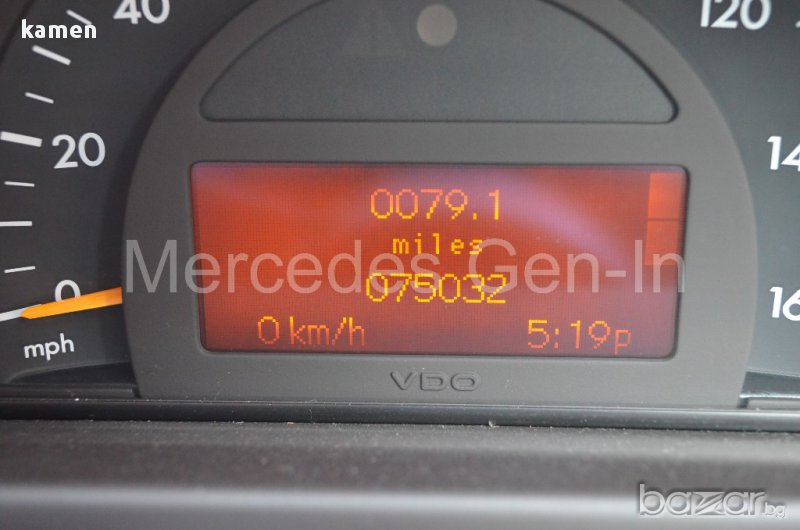 kamen
40
120
20
14
0079.1
miles
Mercedes Gen-In
075032
0
16
0 km/h 5:19p
mph
VDO
bazar.bg